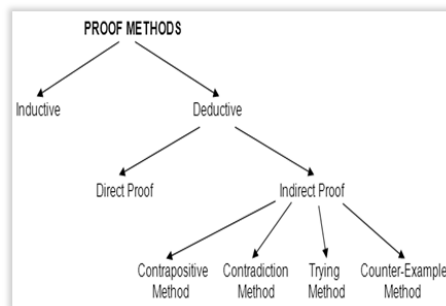 PROOF METHODS
Inductive
Deductive
Direct Proof
Indirect Proof
Contrapositive
Method
Contradiction
Method
Trying
Method
Counter-Example
Method